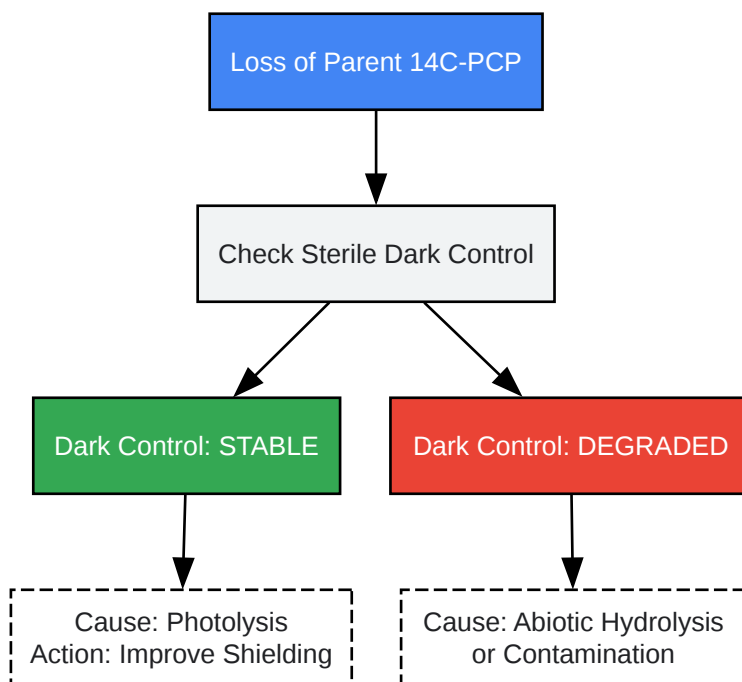 Loss of Parent 14C-PCP
Check Sterile Dark Control
Dark Control: STABLE
Dark Control: DEGRADED
Cause: Photolysis
Action: Improve Shielding
Cause: Abiotic Hydrolysis
or Contamination